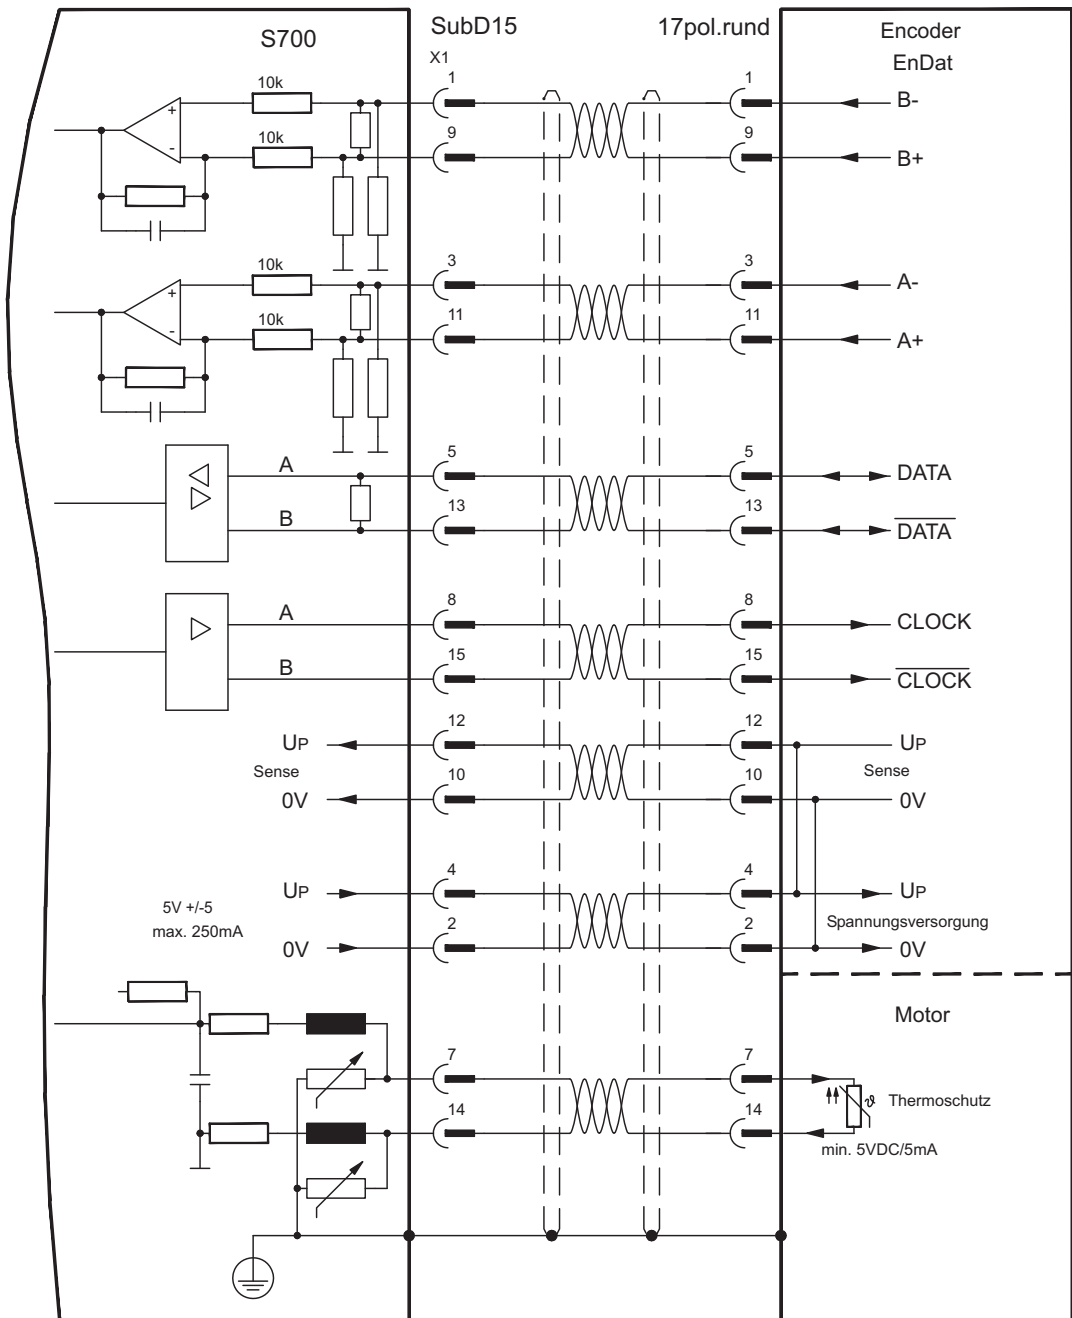 S700
SubD15
17pol.rund
Encoder
EnDat
X1
10k
+
1
1
B-
10k
-
9
9
B+
10k
+
3
3
A-
10k
-
11
11
A+
A
5
5
DATA
B
13
13
DATA
A
8
8
CLOCK
B
15
15
CLOCK
UP
12
12
UP
Sense
Sense
0V
10
10
0V
UP
4
4
UP
5V +/-5
max. 250mA
Spannungsversorgung
0V
2
2
0V
Motor
7
7
ϑ
Thermoschutz
14
14
min. 5VDC/5mA